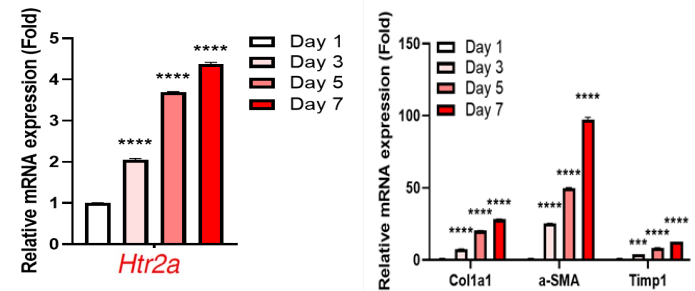 Relative mRNA expression (Fold)
5
4
3
2
1
0
****
****
****
Htr2a
Day 1
Day 3
Day 5
Day 7
Relative mRNA expression (Fold)
150
100
50
0
Day 1
Day 3
Day 5
Day 7
****
****
****
****
****
****
***
****
****
Col1a1
a-SMA
Timp1